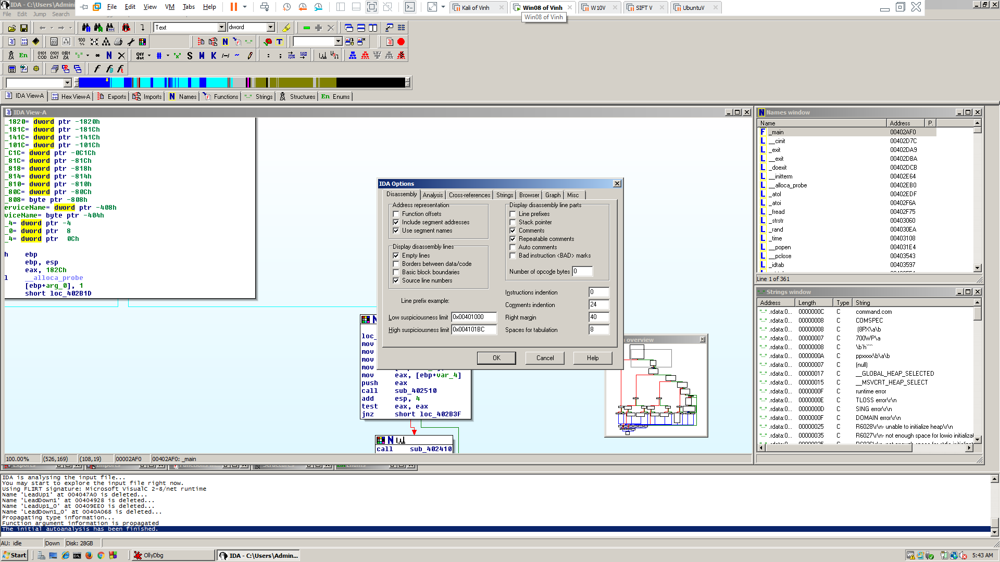 IDA - C:\Users\Admini
File Edit View VM Tabs Help
Kali of Vinh
Win08 of Vinh
W10V
SIFT V
UbuntuV
Win08 of Vinh
File Edit Jump Search
Text
dword
IDA View-A
Hex View-A
Exports
Imports
Names
Functions
Strings
Structures
En Enums
IDA View-A
_1820= dword ptr -1820h
_181C= dword ptr -181Ch
_141C= dword ptr -141Ch
_101C= dword ptr -101Ch
_C1C= dword ptr -0C1Ch
_81C= dword ptr -81Ch
_818= dword ptr -818h
_814= dword ptr -814h
_810= dword ptr -810h
_80C= dword ptr -80Ch
_808= byte ptr -808h
erviceName= dword ptr -408h
viceName= byte ptr -404h
_4= dword ptr -4
_0= dword ptr 8
_4= dword ptr 0Ch
h ebp
ebp, esp
eax, 182Ch
l __alloca_probe
[ebp+arg_0], 1
short loc_402B1D
loc_
mov
mov
mov
mov
mov eax, [ebp+var_4]
push eax
call sub_402510
add esp, 4
test eax, eax
jnz short loc_402B3F
call sub_402410
100.00% (526,169) (108,19) 00002AF0 00402AF0: _main
IDA Options
Disassembly Analysis Cross-references Strings Browser Graph Misc
Address representation
Function offsets
Include segment addresses
Use segment names
Display disassembly lines
Empty lines
Borders between data/code
Basic block boundaries
Source line numbers
Line prefix example:
Low suspiciousness limit 0x00401000
High suspiciousness limit 0x004101BC
Display disassembly line parts
Line prefixes
Stack pointer
Comments
Repeatable comments
Auto comments
Bad instruction <BAD> marks
Number of opcode bytes 0
Instructions indention 0
Comments indention 24
Right margin 40
Spaces for tabulation 8
OK Cancel Help
overview
Names window
Name Address P.
_main 00402AF0
__cinit 00402D7C
_exit 00402DA9
__exit 00402DBA
_doexit 00402DCB
__initterm 00402E64
__alloca_probe 00402EB0
_atol 00402EDF
_atoi 00402F6A
_fread 00402F75
_strstr 00403060
_rand 004030EA
_time 00403108
__popen 004031E4
__pclose 00403543
_idtab 00403597
Line 1 of 361
Strings window
Address Length Type String
.rdata:0... 0000000C C command.com
.rdata:0... 00000008 C COMSPEC
.rdata:0... 00000008 C (8PX\a\b
.rdata:0... 00000007 C 700WP\a
.rdata:0... 00000008 C \b`h````
.rdata:0... 0000000A C ppxxxx\b\a\b
.rdata:0... 00000007 C (null)
.rdata:0... 00000017 C __GLOBAL_HEAP_SELECTED
.rdata:0... 00000015 C __MSVCRT_HEAP_SELECT
.rdata:0... 0000000F C runtime error
.rdata:0... 0000000E C TLOSS error\r\n
.rdata:0... 0000000D C SING error\r\n
.rdata:0... 0000000F C DOMAIN error\r\n
.rdata:0... 00000025 C R6028\r\n- unable to initialize heap\r\n
.rdata:0... 00000035 C R6027\r\n- not enough space for lowio initializat
IDA is analysing the input file...
You may start to explore the input file right now.
Using FLIRT signature: Microsoft VisualC 2-8/net runtime
Name 'LeadUp1' at 004047A0 is deleted...
Name 'LeadDown1' at 00404928 is deleted...
Name 'LeadUp1_0' at 00409EE0 is deleted...
Name 'LeadDown1_0' at 0040A068 is deleted...
Propagating type information...
Function argument information is propagated
The initial autoanalysis has been finished.
AU: idle Down Disk: 28GB
Start
OllyDbg
IDA - C:\Users\Admin...
5:43 AM